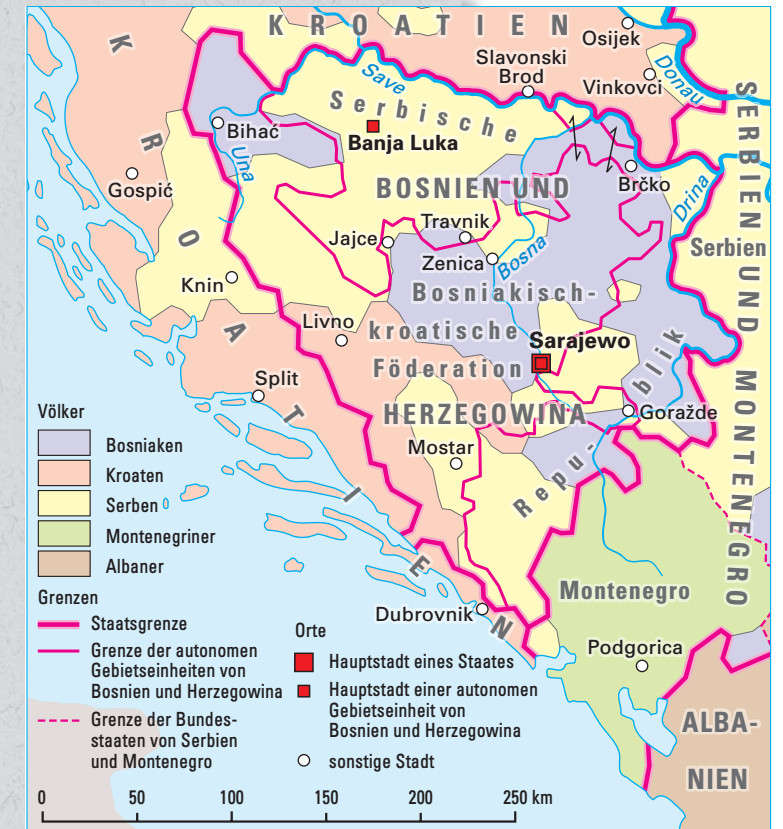 KROATIEN
Osijek
Slavonski
Brod
Vinkovci
Donau
Save
Serbische
Banja Luka
Bihać
Una
Gospić
BOSNIEN UND
Brčko
Drina
SERBIEN UND MONTENEGRO
Serbien
Travnik
Jajce
Zenica
Bosna
Knin
Bosniakisch-
kroatische
Föderation
Livno
Sarajewo
KROATIEN
Split
HERZEGOWINA
Goražde
Mostar
Repu-
blik
Völker
Bosniaken
Kroaten
Serben
Montenegriner
Albaner
Montenegro
Dubrovnik
Podgorica
ALBA-
NIEN
Grenzen
Staatsgrenze
Grenze der autonomen
Gebietseinheiten von
Bosnien und Herzegowina
Grenze der Bundes-
staaten von Serbien
und Montenegro
Orte
Hauptstadt eines Staates
Hauptstadt einer autonomen
Gebietseinheit von
Bosnien und Herzegowina
sonstige Stadt
0 50 100 150 200 250 km